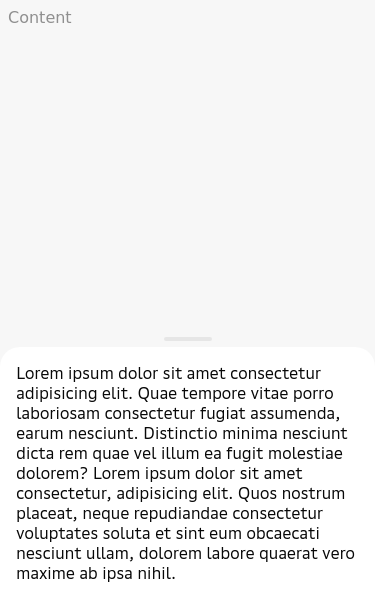 Content
Lorem ipsum dolor sit amet consectetur
adipisicing elit. Quae tempore vitae porro
laboriosam consectetur fugiat assumenda,
earum nesciunt. Distinctio minima nesciunt
dicta rem quae vel illum ea fugit molestiae
dolorem? Lorem ipsum dolor sit amet
consectetur, adipisicing elit. Quos nostrum
placeat, neque repudiandae consectetur
voluptates soluta et sint eum obcaecati
nesciunt ullam, dolorem labore quaerat vero
maxime ab ipsa nihil.